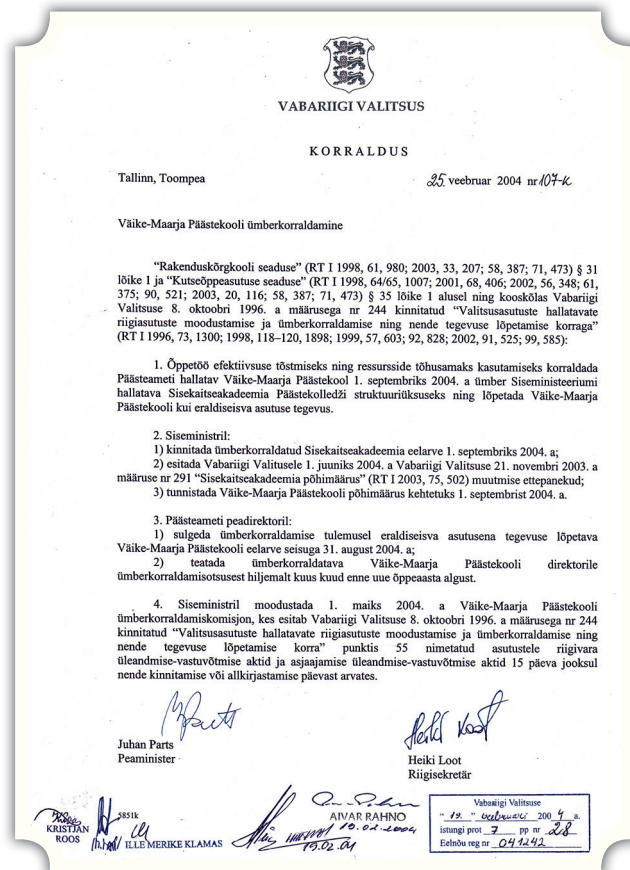 VABARIIGI VALITSUS
KORRALDUS
Tallinn, Toompea
25. veebruar 2004 nr 107-k
Väike-Maarja Päästekooli ümberkorraldamine
“Rakenduskõrgkooli seaduse” (RT I 1998, 61, 980; 2003, 33, 207; 58, 387; 71, 473) § 31
lõike 1 ja “Kutseõppeasutuse seaduse” (RT I 1998, 64/65, 1007; 2001, 68, 406; 2002, 56, 348; 61,
375; 90, 521; 2003, 20, 116; 58, 387; 71, 473) § 35 lõike 1 alusel ning kooskõlas Vabariigi
Valitsuse 8. oktoobri 1996. a määrusega nr 244 kinnitatud “Valitsusasutuste hallatavate
riigiasutuste moodustamise ja ümberkorraldamise ning nende tegevuse lõpetamise korraga”
(RT I 1996, 73, 1300; 1998, 118–120, 1898; 1999, 57, 603; 92, 828; 2002, 91, 525; 99, 585):
1. Õppetöö efektiivsuse tõstmiseks ning ressursside tõhusamaks kasutamiseks korraldada
Päästeameti hallatav Väike-Maarja Päästekool 1. septembriks 2004. a ümber Siseministeeriumi
hallatava Sisekaitseakadeemia Päästekolledži struktuuriüksuseks ning lõpetada Väike-Maarja
Päästekooli kui eraldiseisva asutuse tegevus.
2. Siseministril:
1) kinnitada ümberkorraldatud Sisekaitseakadeemia eelarve 1. septembriks 2004. a;
2) esitada Vabariigi Valitusele 1. juuniks 2004. a Vabariigi Valitsuse 21. novembri 2003. a
määruse nr 291 “Sisekaitseakadeemia põhimäärus” (RT I 2003, 75, 502) muutmise ettepanekud;
3) tunnistada Väike-Maarja Päästekooli põhimäärus kehtetuks 1. septembrist 2004. a.
3. Päästeameti peadirektoril:
1) sulgeda ümberkorraldamise tulemusel eraldiseisva asutusena tegevuse lõpetava
Väike-Maarja Päästekooli eelarve seisuga 31. august 2004. a;
2) teatada ümberkorraldatava Väike-Maarja Päästekooli direktorile
ümberkorraldamisotsusest hiljemalt kuus kuud enne uue õppeaasta algust.
4. Siseministril moodustada 1. maiks 2004. a Väike-Maarja Päästekooli
ümberkorraldamiskomisjon, kes esitab Vabariigi Valitsuse 8. oktoobri 1996. a määrusega nr 244
kinnitatud “Valitsusasutuste hallatavate riigiasutuste moodustamise ja ümberkorraldamise ning
nende tegevuse lõpetamise korra” punktis 55 nimetatud asutustele riigivara
üleandmise-vastuvõtmise aktid ja asjaajamise üleandmise-vastuvõtmise aktid 15 päeva jooksul
nende kinnitamise või allkirjastamise päevast arvates.
Juhan Parts
Peaminister
Heiki Loot
Heiki Loot
Riigisekretär
KRISTJAN
ROOS
5851k
ILLE MERIKE KLAMAS
AIVAR RAHNO
19.02.2004
19.02.04
Vabariigi Valitsuse
“ 19. ” veebruari 2004 a.
istungi prot 7 pp nr 28
Eelnõu reg nr 041242